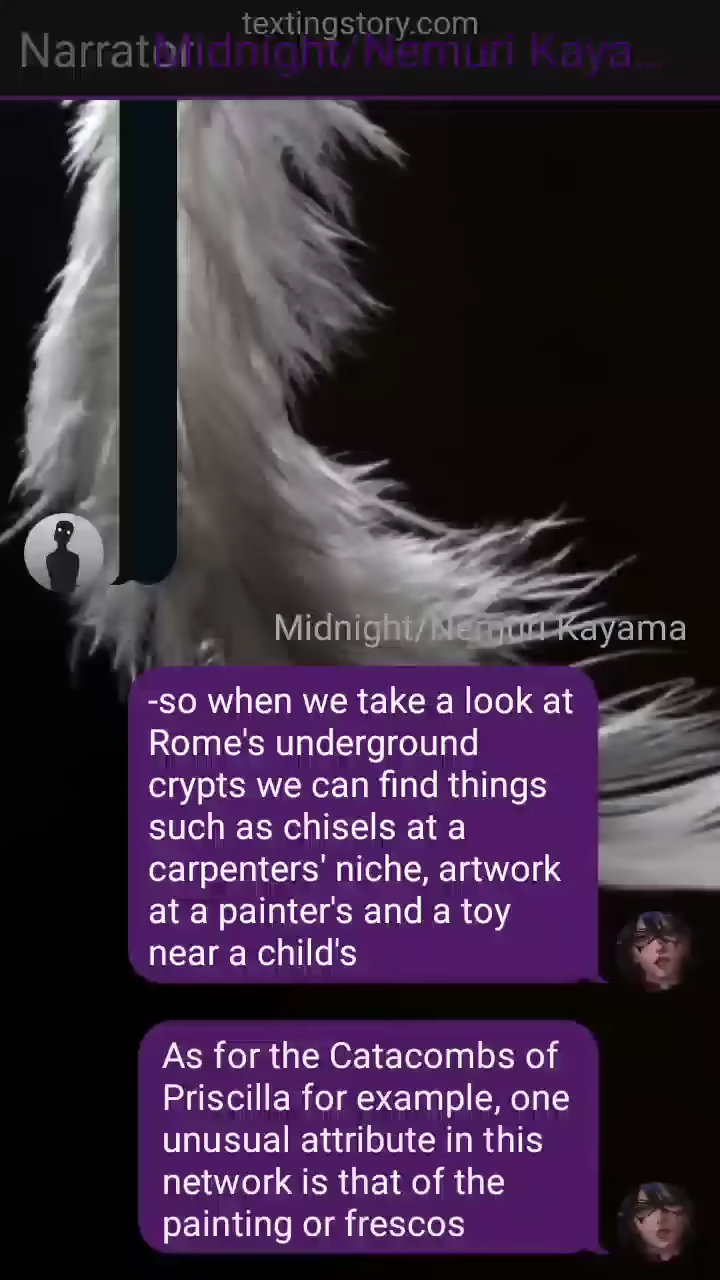 textingstory.com
Narrator
Midnight/Nemuri Kaya...
Midnight/Nemuri Kayama
-so when we take a look at
Rome's underground
crypts we can find things
such as chisels at a
carpenters' niche, artwork
at a painter's and a toy
near a child's
As for the Catacombs of
Priscilla for example, one
unusual attribute in this
network is that of the
painting or frescos